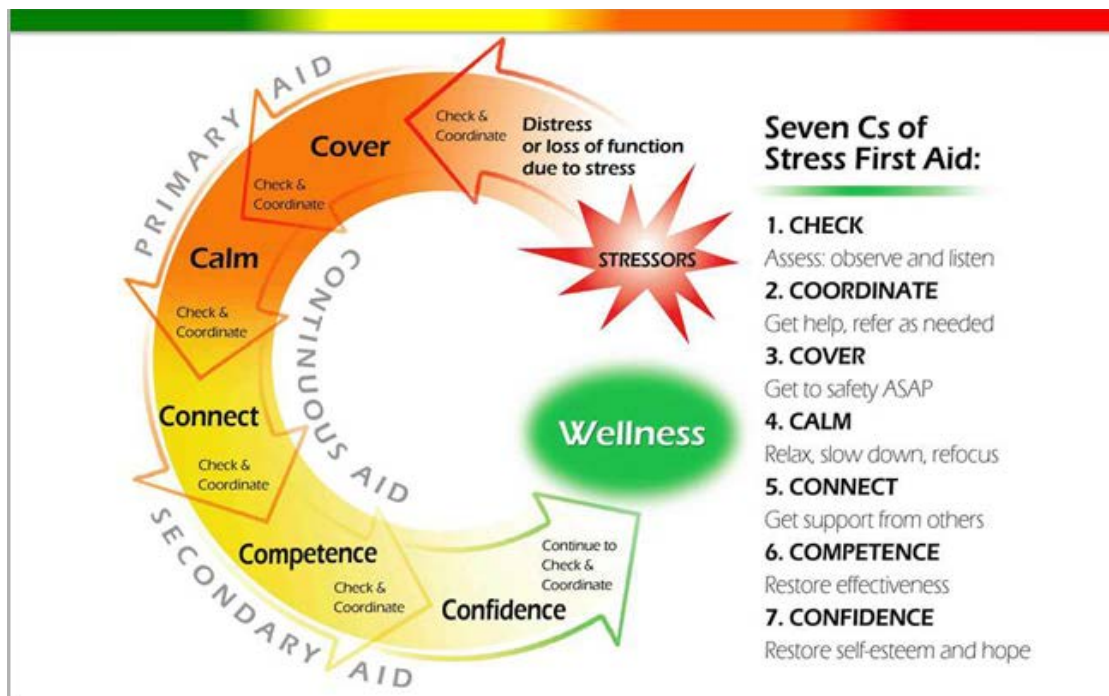 PRIMARY AID
CONTINUOUS AID
SECONDARY AID
Check &
Coordinate
Distress
or loss of function
due to stress
STRESSORS
Cover
Check &
Coordinate
Calm
Check &
Coordinate
Connect
Check &
Coordinate
Competence
Check &
Coordinate
Confidence
Continue to
Check &
Coordinate
Wellness
Seven Cs of
Stress First Aid:
1. CHECK
Assess: observe and listen
2. COORDINATE
Get help, refer as needed
3. COVER
Get to safety ASAP
4. CALM
Relax, slow down, refocus
5. CONNECT
Get support from others
6. COMPETENCE
Restore effectiveness
7. CONFIDENCE
Restore self-esteem and hope